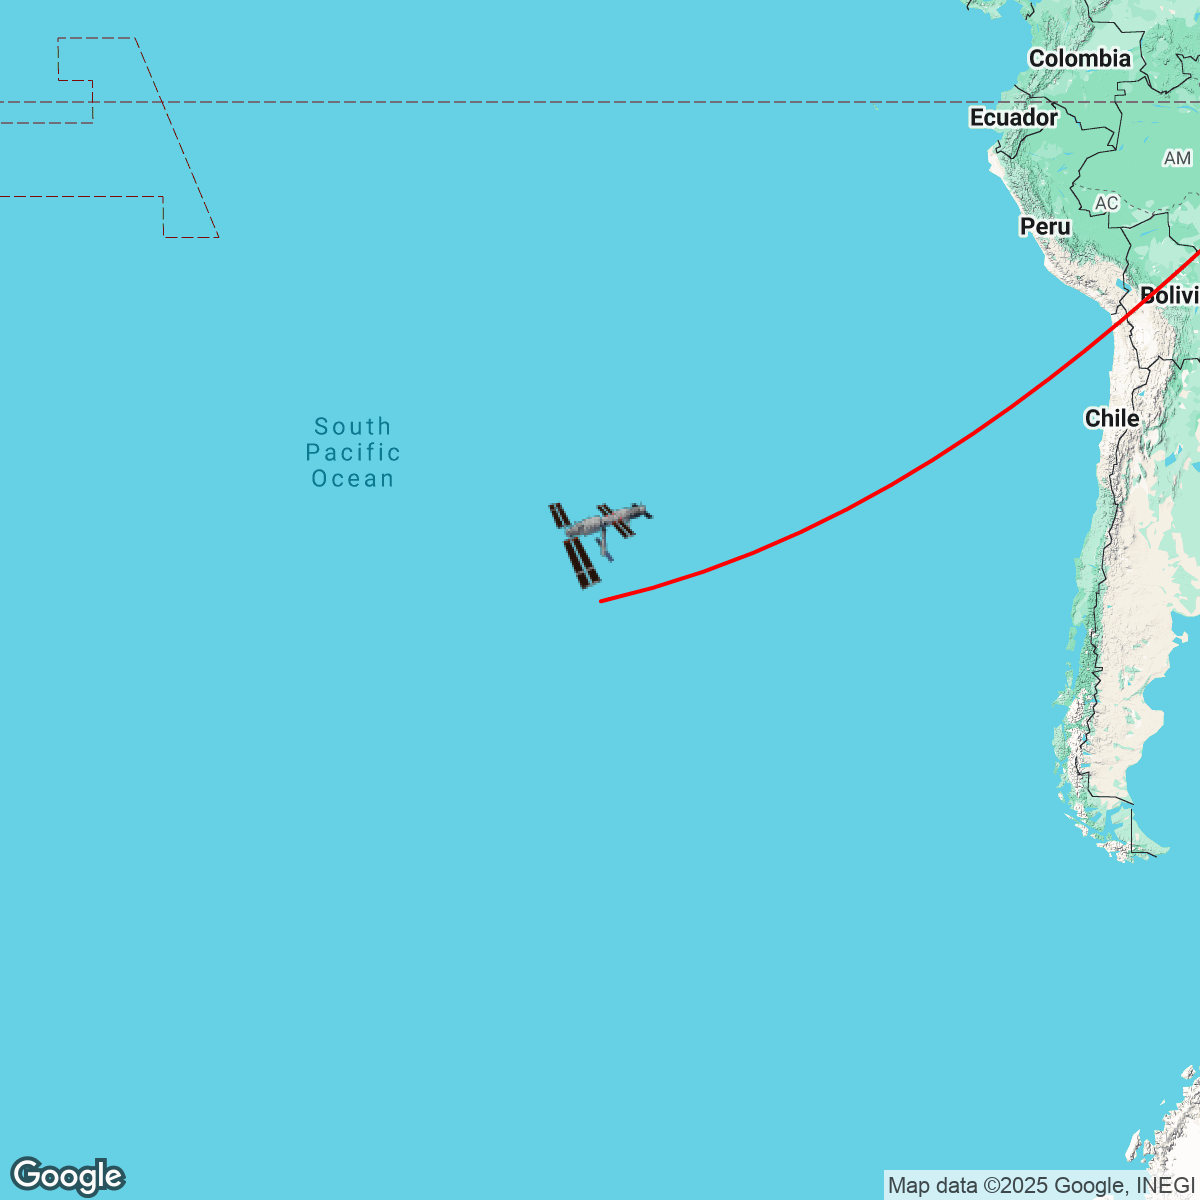 Colombia
Ecuador
AM
AC
Peru
Bolivi
Chile
South
Pacific
Ocean
Google
Map data ©2025 Google, INEGI